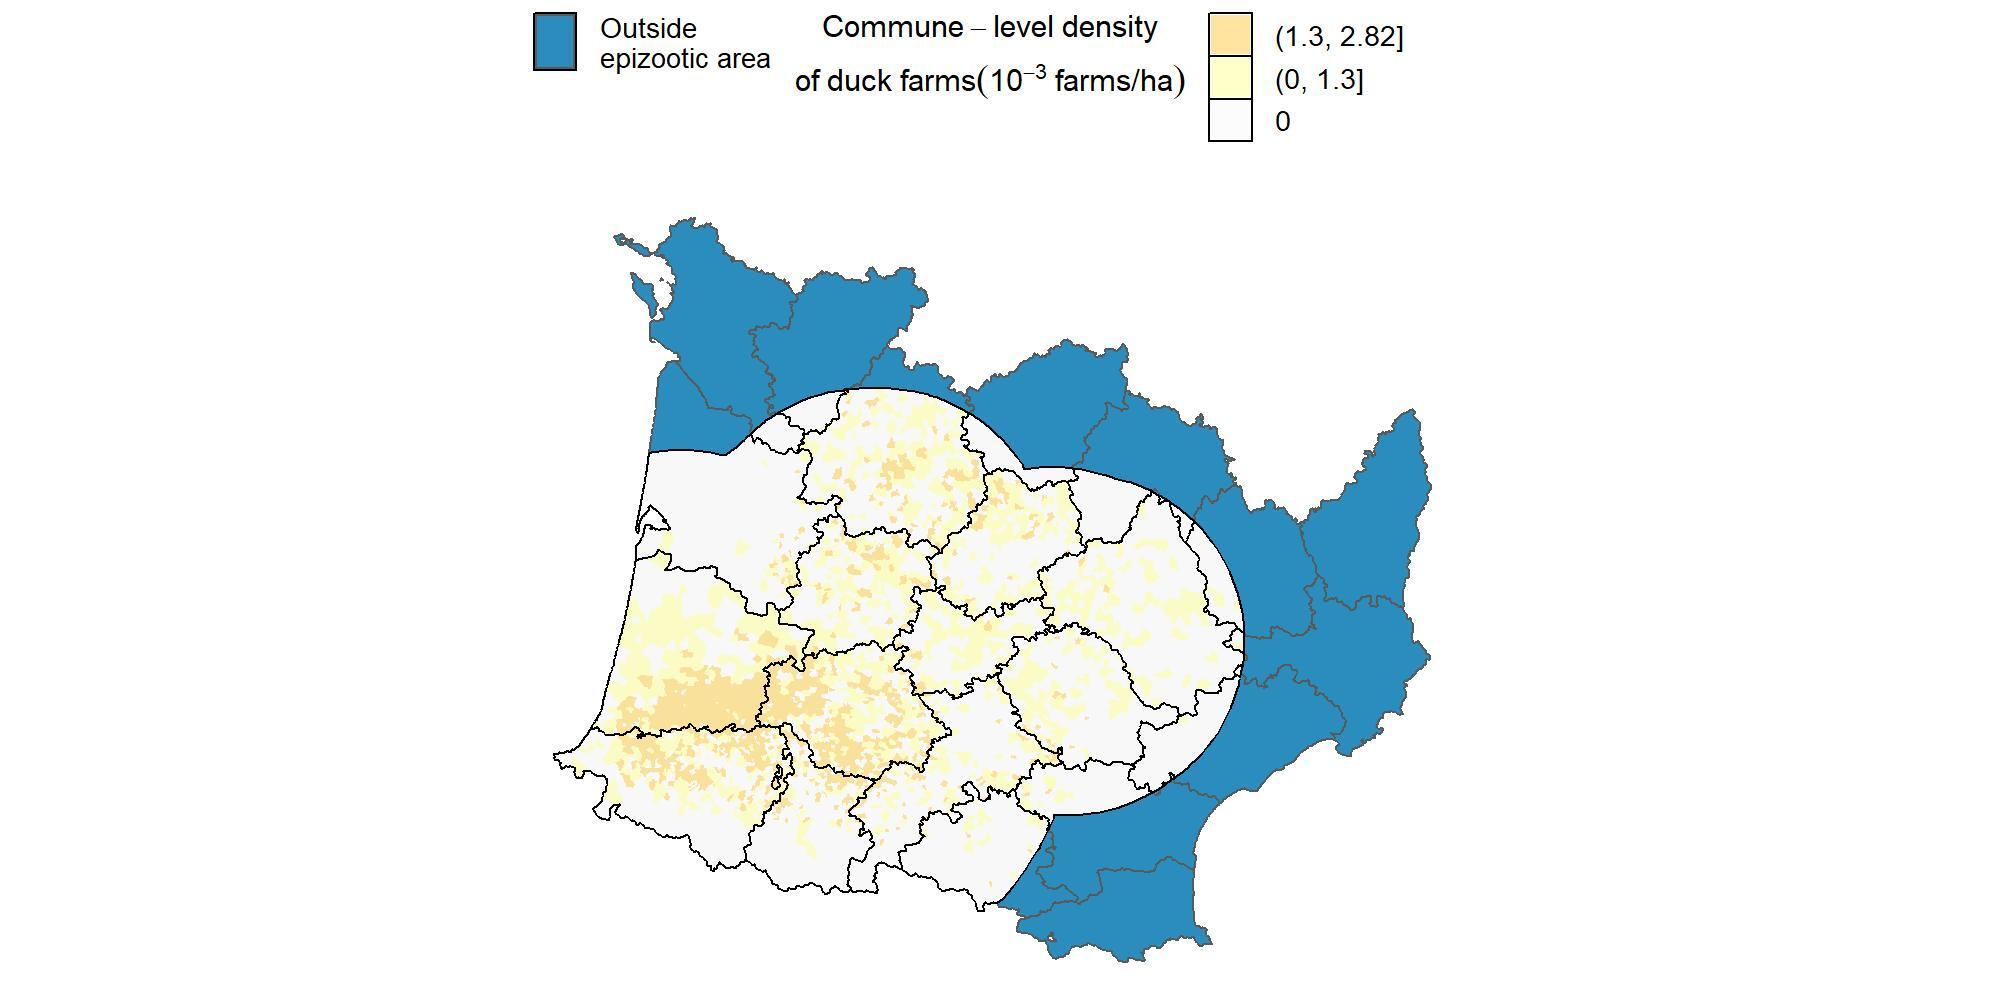 Outside
epizootic area
Commune – level density
of duck farms(10⁻³ farms/ha)
(1.3, 2.82]
(0, 1.3]
0